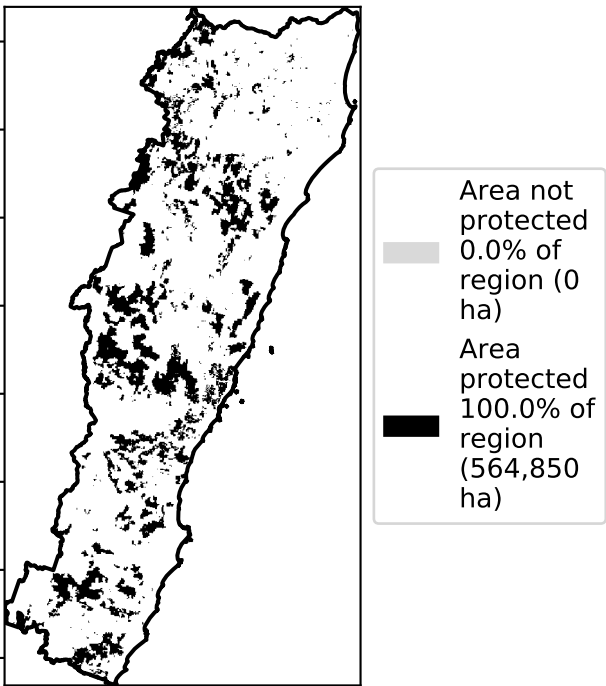 Area not
protected
0.0% of
region (0
ha)
Area
protected
100.0% of
region
(564,850
ha)